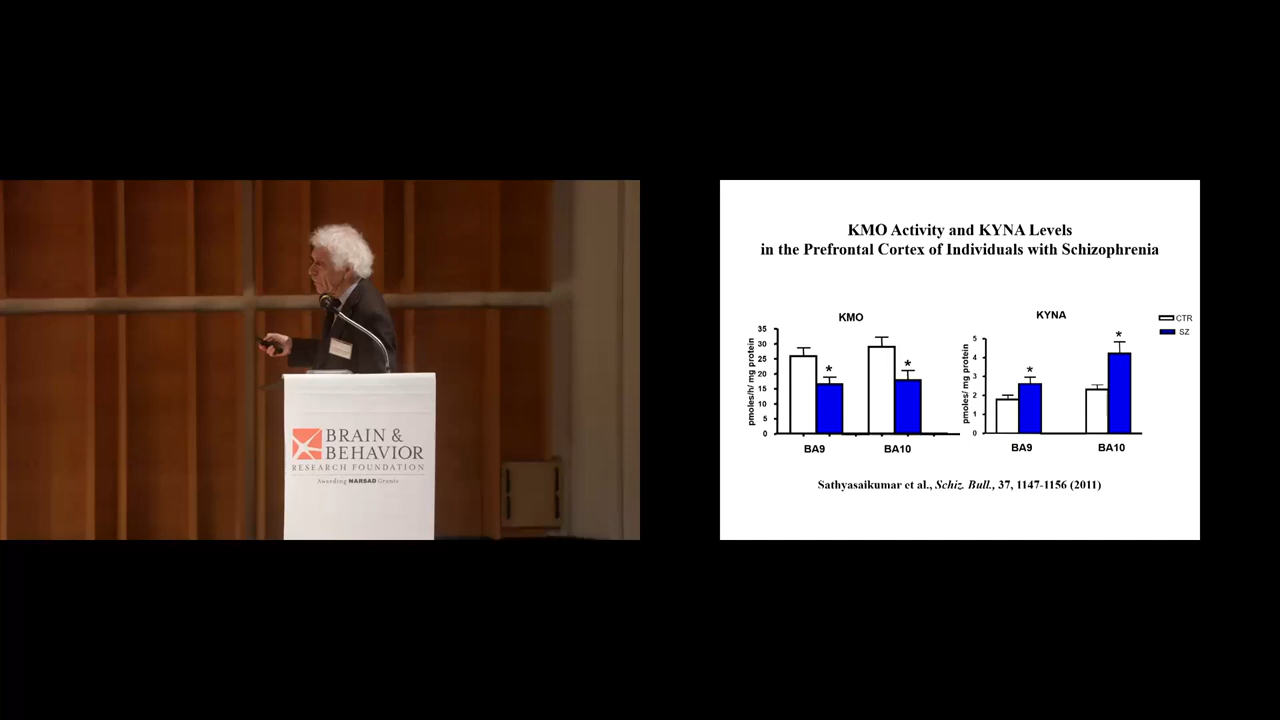 BRAIN &
BEHAVIOR
RESEARCH FOUNDATION
Awarding NARSAD Grants
KMO Activity and KYNA Levels
in the Prefrontal Cortex of Individuals with Schizophrenia
KMO
pmoles/h/ mg protein
35
30
25
20
15
10
5
0
*
*
BA9
BA10
KYNA
pmoles/ mg protein
5
4
3
2
1
0
*
*
BA9
BA10
CTR
SZ
Sathyasaikumar et al., Schiz. Bull., 37, 1147-1156 (2011)